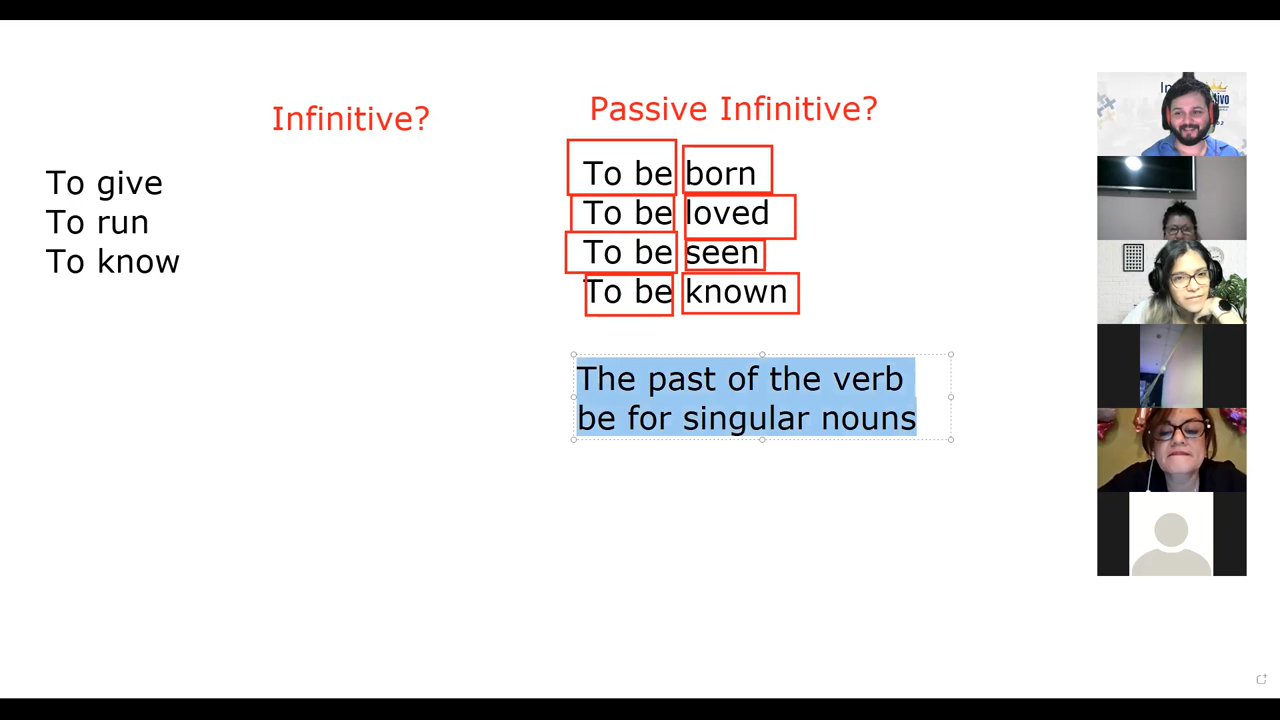 Infinitive?
To give
To run
To know
Passive Infinitive?
To be born
To be loved
To be seen
To be known
The past of the verb
be for singular nouns